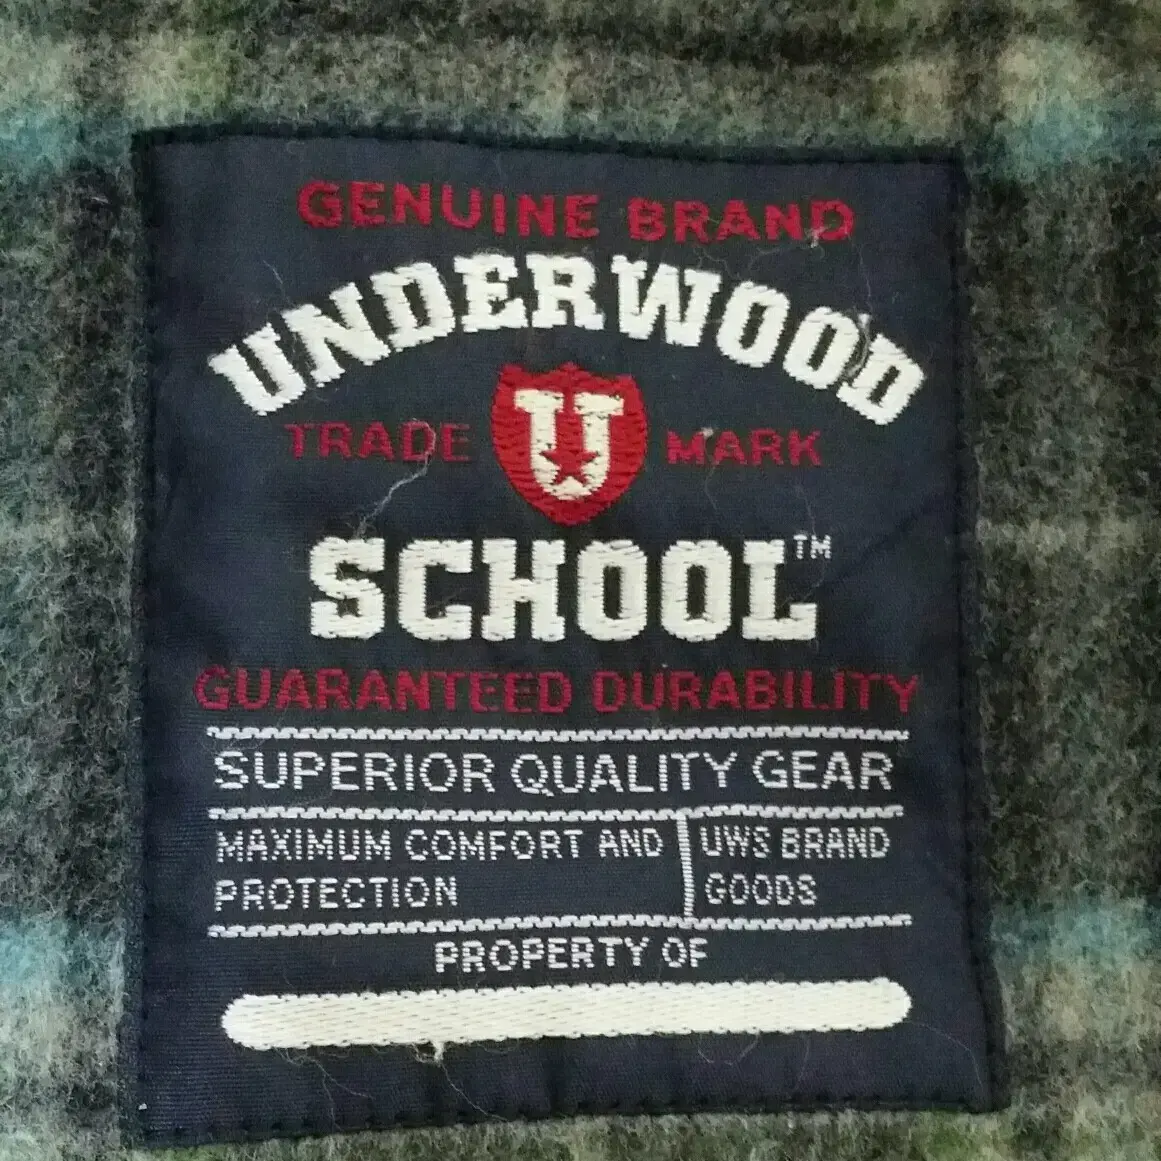 GENUINE BRAND
UNDERWOOD
TRADE U MARK
SCHOOL™
GUARANTEED DURABILITY
SUPERIOR QUALITY GEAR
MAXIMUM COMFORT AND
PROTECTION
UWS BRAND
GOODS
PROPERTY OF